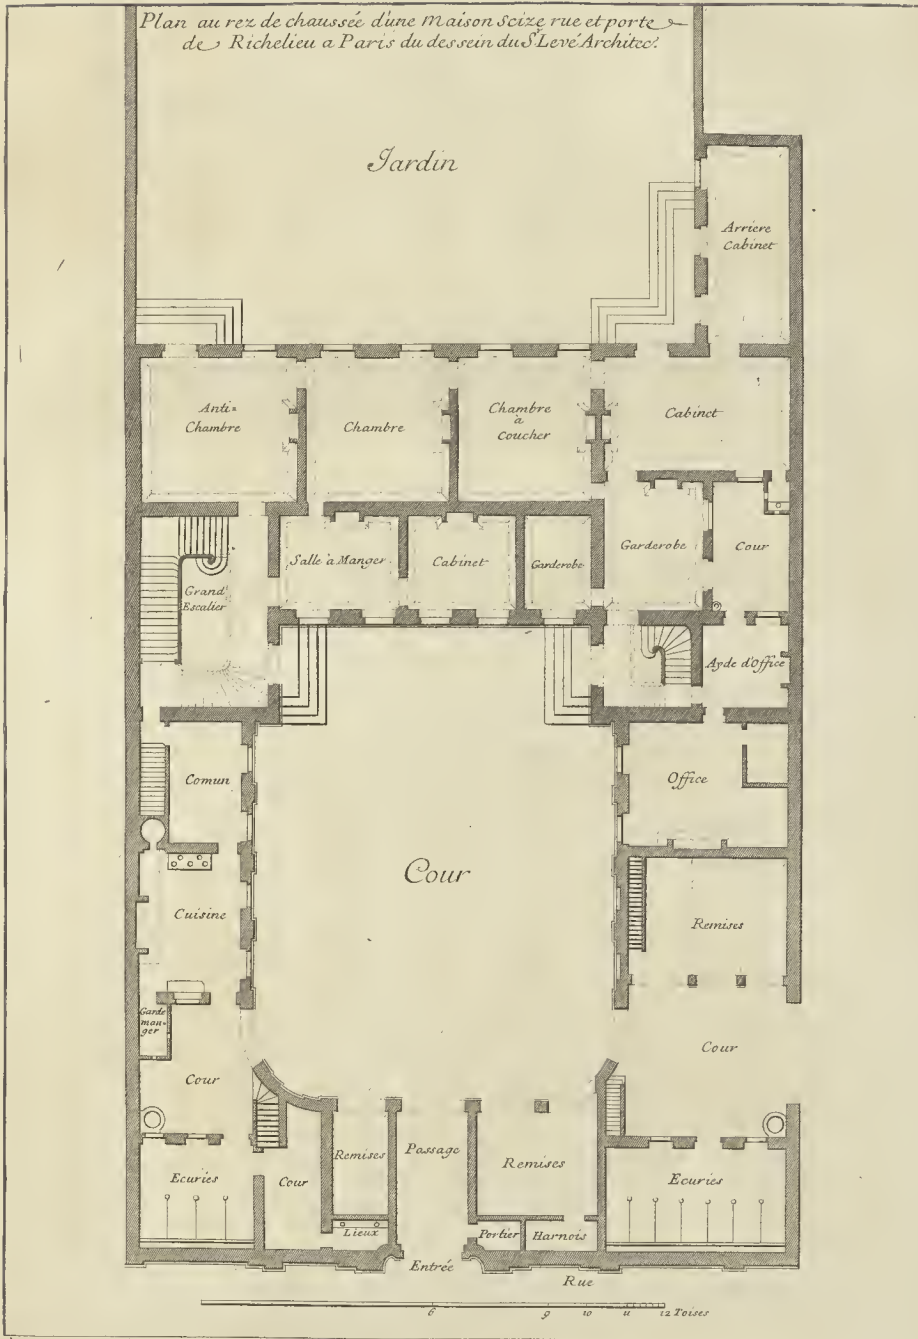 Plan au rez de chaussée d'une Maison Scize rue et porte
de Richelieu a Paris du dessein du Sr. Levé Architec.
Jardin
Arriere
Cabinet
Anti-
Chambre
Chambre
Chambre
a
Coucher
Cabinet
Salle à Manger
Cabinet
Garderobe
Garderobe
Cour
Grand
Escalier
Ayde d'Office
Comun
Office
Cour
Cuisine
Remises
Garde
man-
ger
Cour
Cour
Remises
Passage
Remises
Ecuries
Cour
Ecuries
Lieux
Portier
Harnois
Entrée
Rue
6 9 10 11 12 Toises